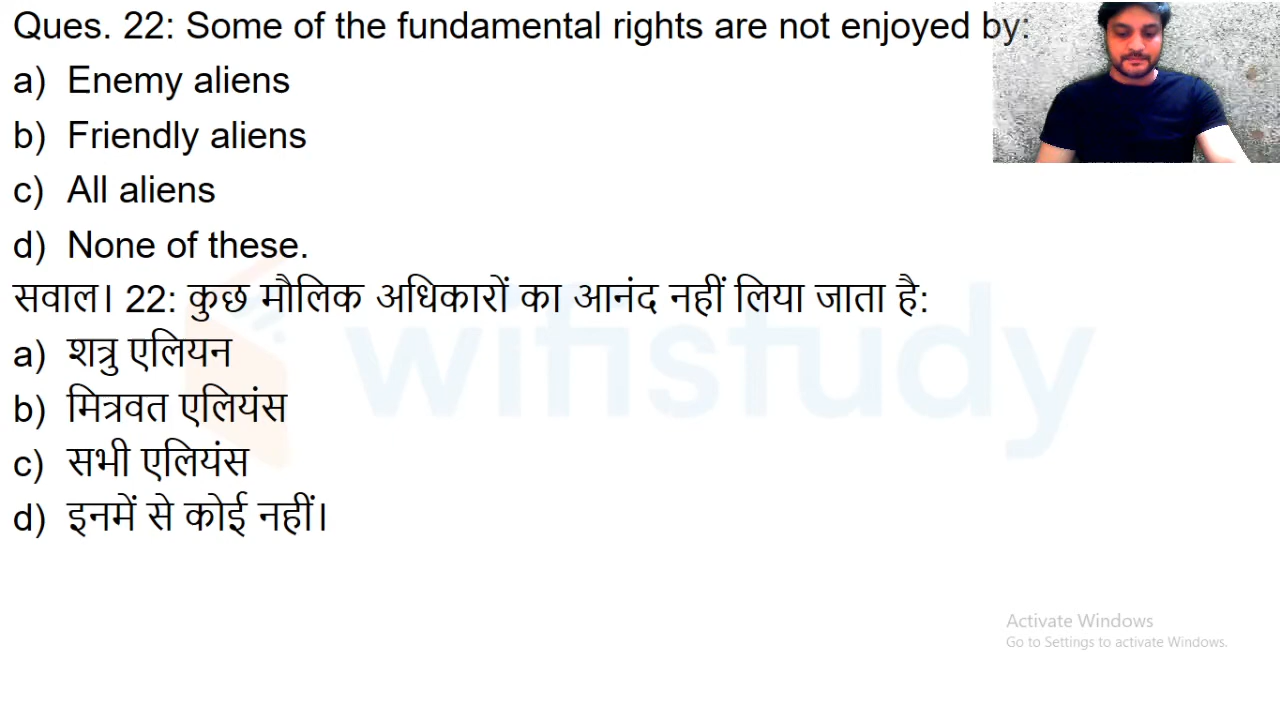 Ques. 22: Some of the fundamental rights are not enjoyed by:
a) Enemy aliens
b) Friendly aliens
c) All aliens
d) None of these.
सवाल। 22: कुछ मौलिक अधिकारों का आनंद नहीं लिया जाता है:
a) शत्रु एलियन
b) मित्रवत एलियंस
c) सभी एलियंस
d) इनमें से कोई नहीं।
wifistudy
Activate Windows
Go to Settings to activate Windows.